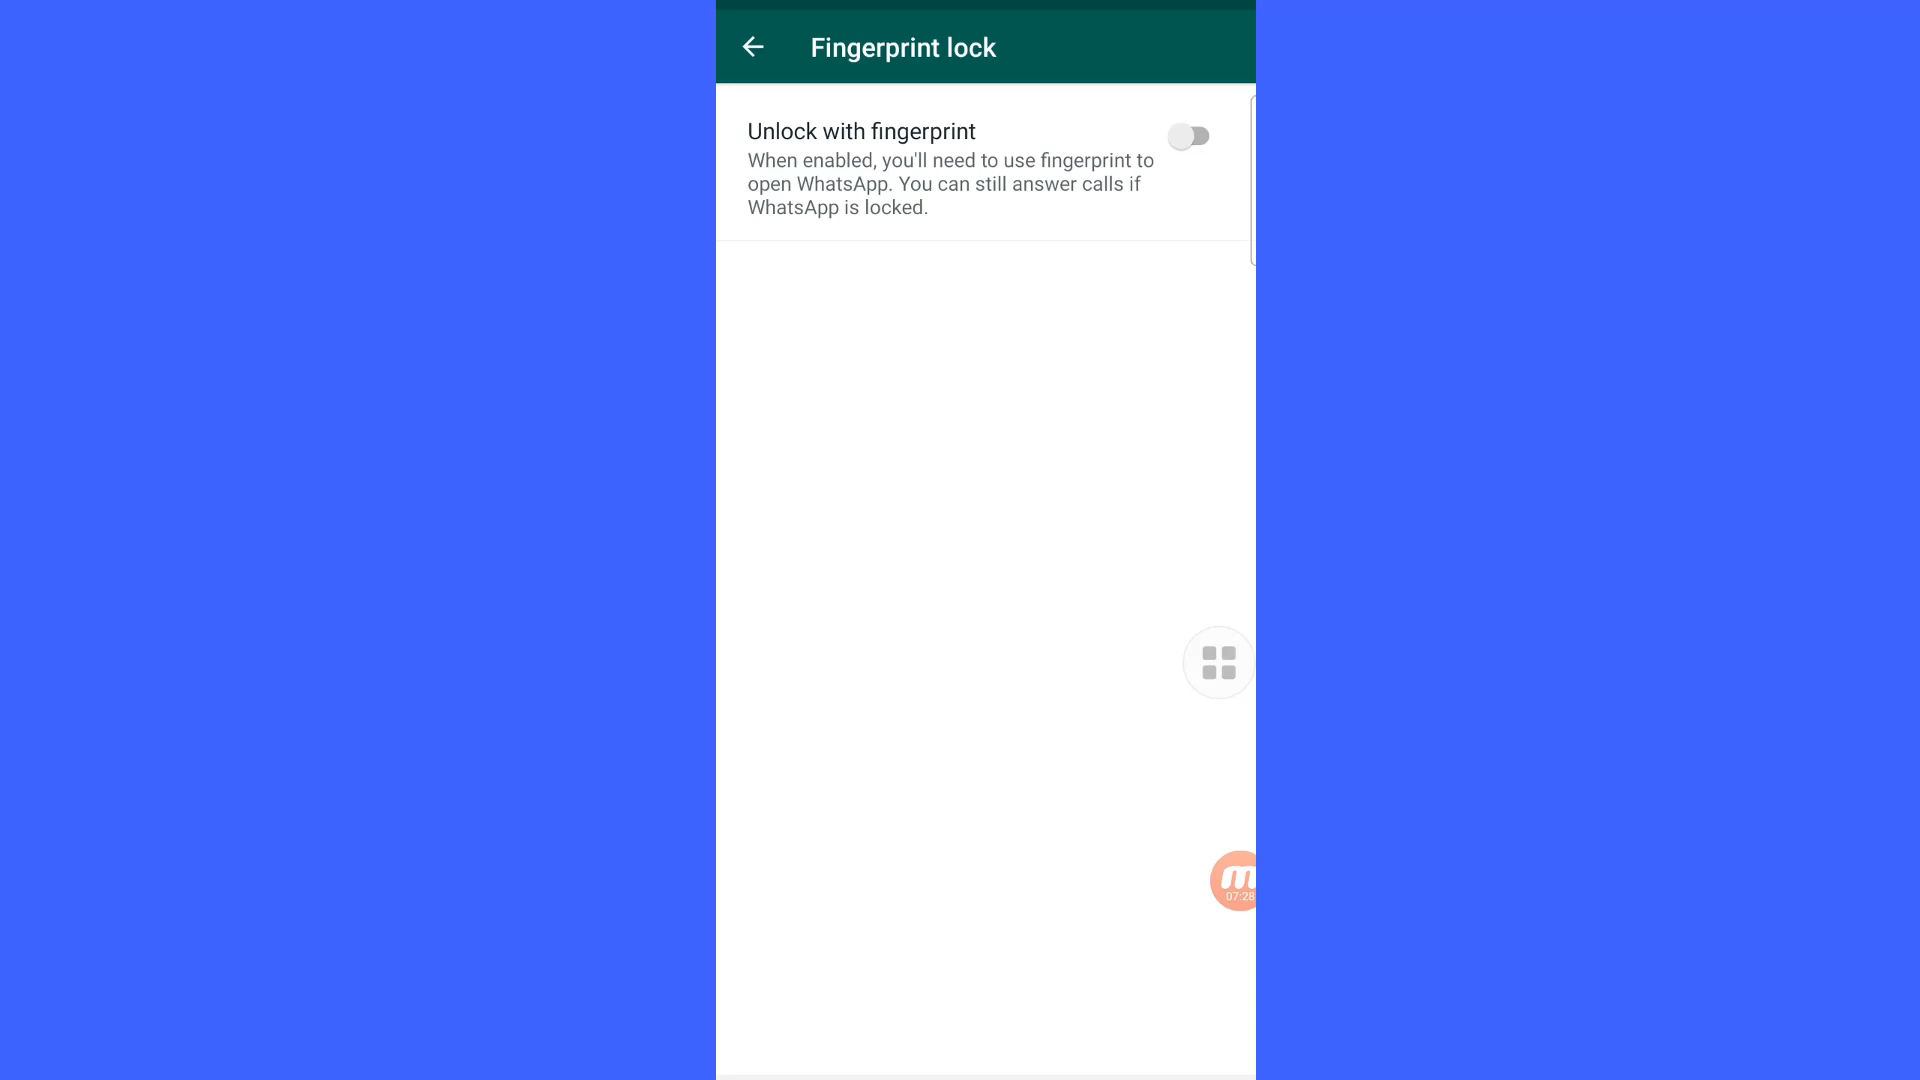 Fingerprint lock
Unlock with fingerprint
When enabled, you'll need to use fingerprint to
open WhatsApp. You can still answer calls if
WhatsApp is locked.
m
07:28